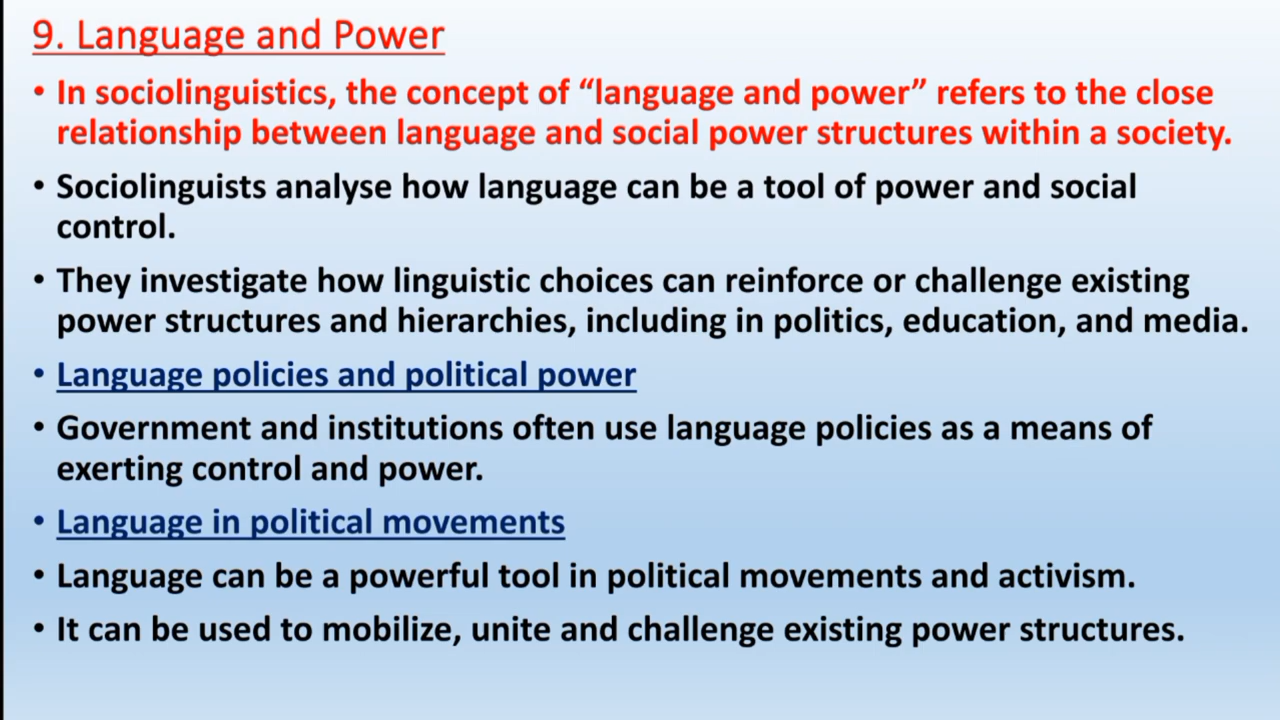 9. Language and Power
• In sociolinguistics, the concept of “language and power” refers to the close
relationship between language and social power structures within a society.
• Sociolinguists analyse how language can be a tool of power and social
control.
• They investigate how linguistic choices can reinforce or challenge existing
power structures and hierarchies, including in politics, education, and media.
• Language policies and political power
• Government and institutions often use language policies as a means of
exerting control and power.
• Language in political movements
• Language can be a powerful tool in political movements and activism.
• It can be used to mobilize, unite and challenge existing power structures.